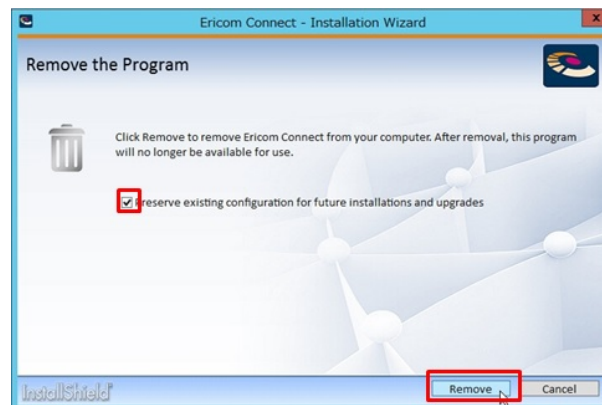 Ericom Connect - Installation Wizard
x
Remove the Program
Click Remove to remove Ericom Connect from your computer. After removal, this program
will no longer be available for use.
Preserve existing configuration for future installations and upgrades
InstallShield
Remove
Cancel